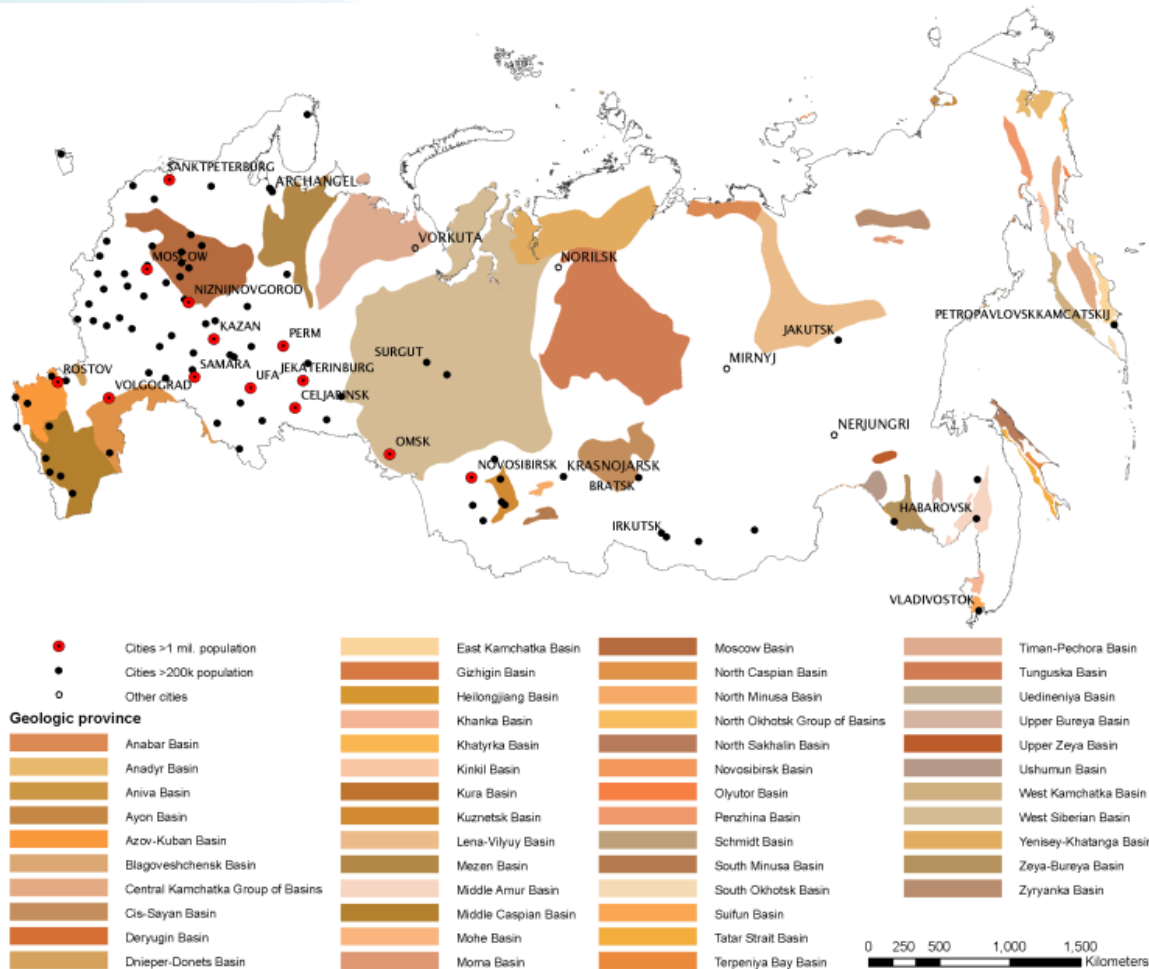 SANKTPETERBURG
ARCHANGEL
VORKUTA
MOSCOW
NORILSK
NIZNIJNOVGOROD
PETROPAVLOVSKKAMCATSKIJ
KAZAN
PERM
JAKUTSK
SURGUT
MIRNYJ
ROSTOV
SAMARA
UFA
JEKATERINBURG
VOLGOGRAD
CELJABINSK
NERJUNGRI
OMSK
NOVOSIBIRSK
KRASNOJARSK
BRATSK
HABAROVSK
IRKUTSK
VLADIVOSTOK
Cities >1 mil. population
Cities >200k population
Other cities
Geologic province
Anabar Basin
Anadyr Basin
Aniva Basin
Ayon Basin
Azov-Kuban Basin
Blagoveshchensk Basin
Central Kamchatka Group of Basins
Cis-Sayan Basin
Deryugin Basin
Dnieper-Donets Basin
East Kamchatka Basin
Gizhigin Basin
Heilongjiang Basin
Khanka Basin
Khatyrka Basin
Kinkil Basin
Kura Basin
Kuznetsk Basin
Lena-Vilyuy Basin
Mezen Basin
Middle Amur Basin
Middle Caspian Basin
Mohe Basin
Moma Basin
Moscow Basin
North Caspian Basin
North Minusa Basin
North Okhotsk Group of Basins
North Sakhalin Basin
Novosibirsk Basin
Olyutor Basin
Penzhina Basin
Schmidt Basin
South Minusa Basin
South Okhotsk Basin
Suifun Basin
Tatar Strait Basin
Terpeniya Bay Basin
Timan-Pechora Basin
Tunguska Basin
Uedineniya Basin
Upper Bureya Basin
Upper Zeya Basin
Ushumun Basin
West Kamchatka Basin
West Siberian Basin
Yenisey-Khatanga Basin
Zeya-Bureya Basin
Zyryanka Basin
0 250 500 1,000 1,500
Kilometers